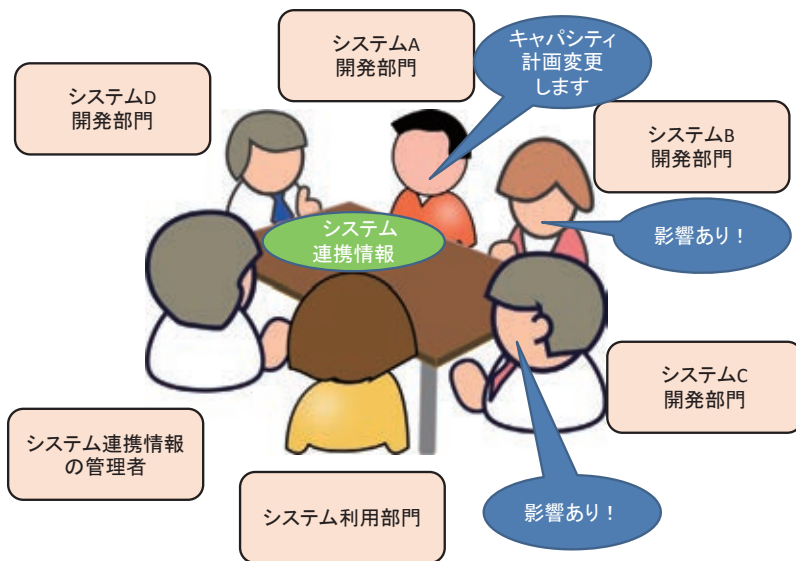 システムA
開発部門
キャパシティ
計画変更
します
システムD
開発部門
システムB
開発部門
システム
連携情報
影響あり！
システムC
開発部門
システム連携情報
の管理者
システム利用部門
影響あり！